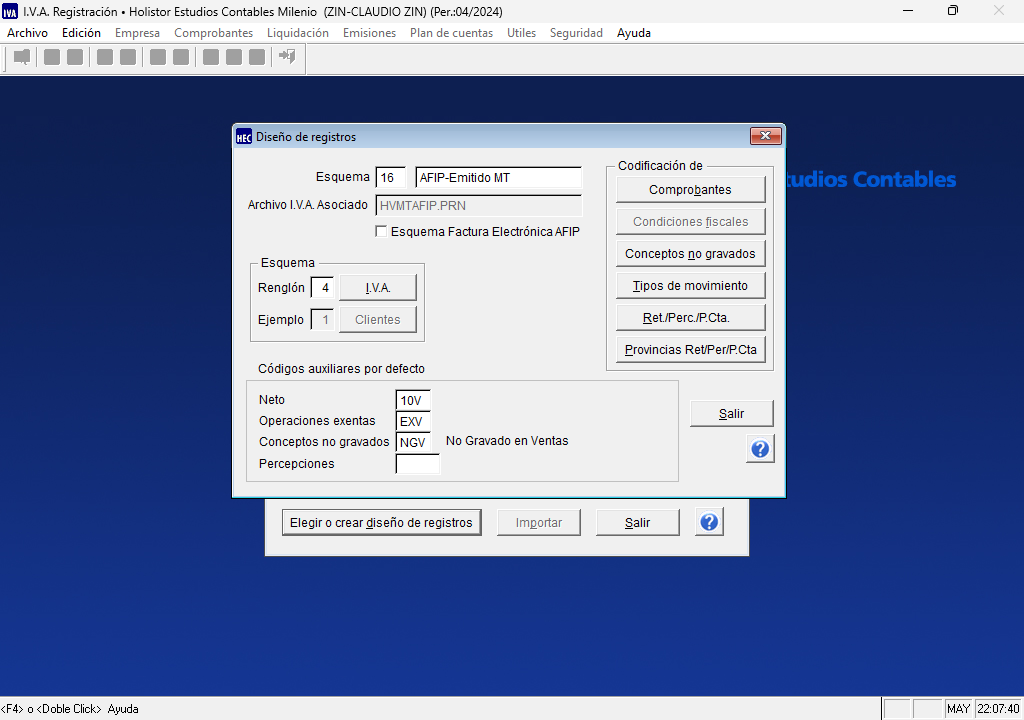 IVA I.V.A. Registración • Holistor Estudios Contables Milenio (ZIN-CLAUDIO ZIN) (Per.:04/2024)
Archivo Edición Empresa Comprobantes Liquidación Emisiones Plan de cuentas Utiles Seguridad Ayuda
HEC Diseño de registros
Esquema 16 AFIP-Emitido MT
Archivo I.V.A. Asociado HVMTAFIP.PRN
Esquema Factura Electrónica AFIP
Esquema
Renglón 4 I.V.A.
Ejemplo 1 Clientes
Codificación de
Comprobantes
Condiciones fiscales
Conceptos no gravados
Tipos de movimiento
Ret./Perc./P.Cta.
Provincias Ret/Per/P.Cta
tudios Contables
Códigos auxiliares por defecto
Neto 10V
Operaciones exentas EXV
Conceptos no gravados NGV No Gravado en Ventas
Percepciones
Salir
?
Elegir o crear diseño de registros Importar Salir ?
<F4> o <Doble Click> Ayuda
MAY 22:07:40